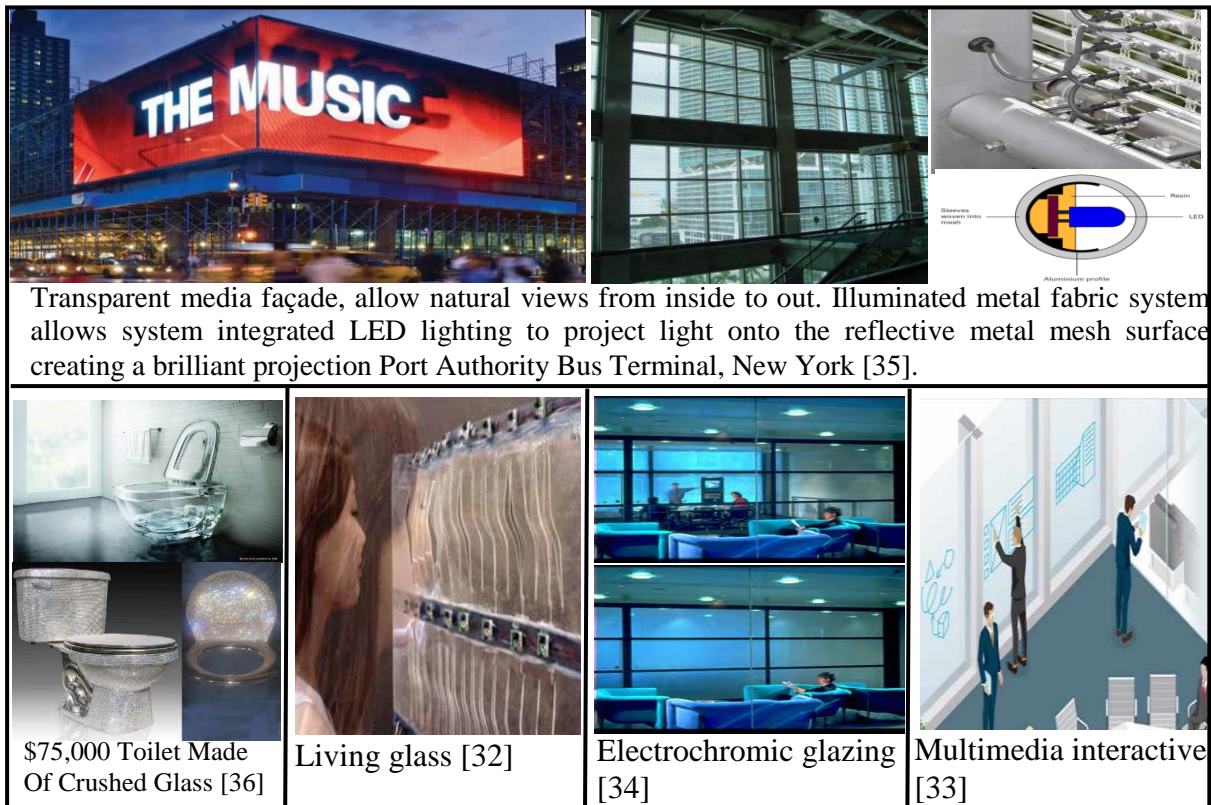 THE MUSIC
Resin
Sleeves
woven into
mesh
LED
Aluminium profile
Transparent media façade, allow natural views from inside to out. Illuminated metal fabric system
allows system integrated LED lighting to project light onto the reflective metal mesh surface
creating a brilliant projection Port Authority Bus Terminal, New York [35].
$75,000 Toilet Made
Of Crushed Glass [36]
Living glass [32]
Electrochromic glazing
[34]
Multimedia interactive
[33]